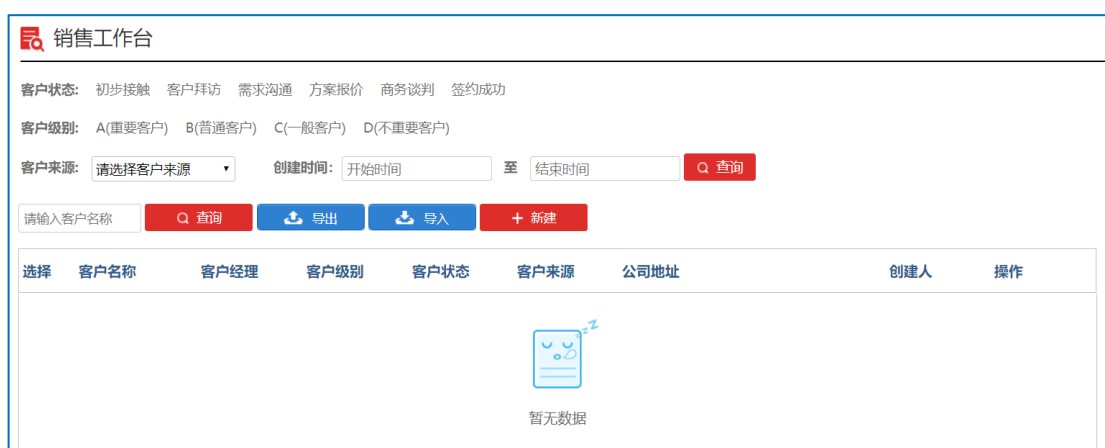 销售工作台
客户状态: 初步接触 客户拜访 需求沟通 方案报价 商务谈判 签约成功
客户级别: A(重要客户) B(普通客户) C(一般客户) D(不重要客户)
客户来源: 请选择客户来源 创建时间: 开始时间 至 结束时间 查询
请输入客户名称 查询 导出 导入 + 新建
选择 客户名称 客户经理 客户级别 客户状态 客户来源 公司地址 创建人 操作
zzZ
暂无数据